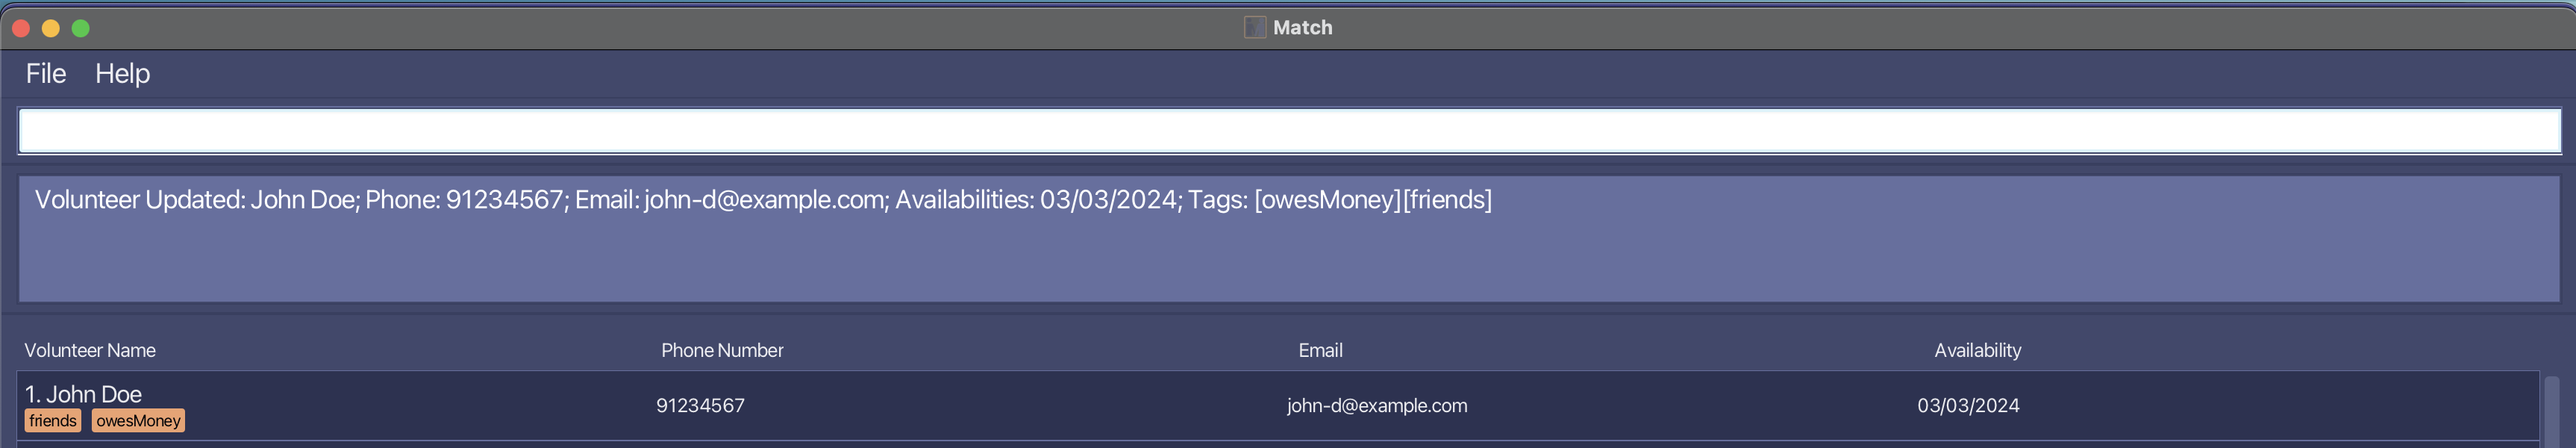 Match
File Help
Volunteer Updated: John Doe; Phone: 91234567; Email: john-d@example.com; Availabilities: 03/03/2024; Tags: [owesMoney][friends]
Volunteer Name Phone Number Email Availability
1. John Doe
91234567 john-d@example.com 03/03/2024
friends owesMoney